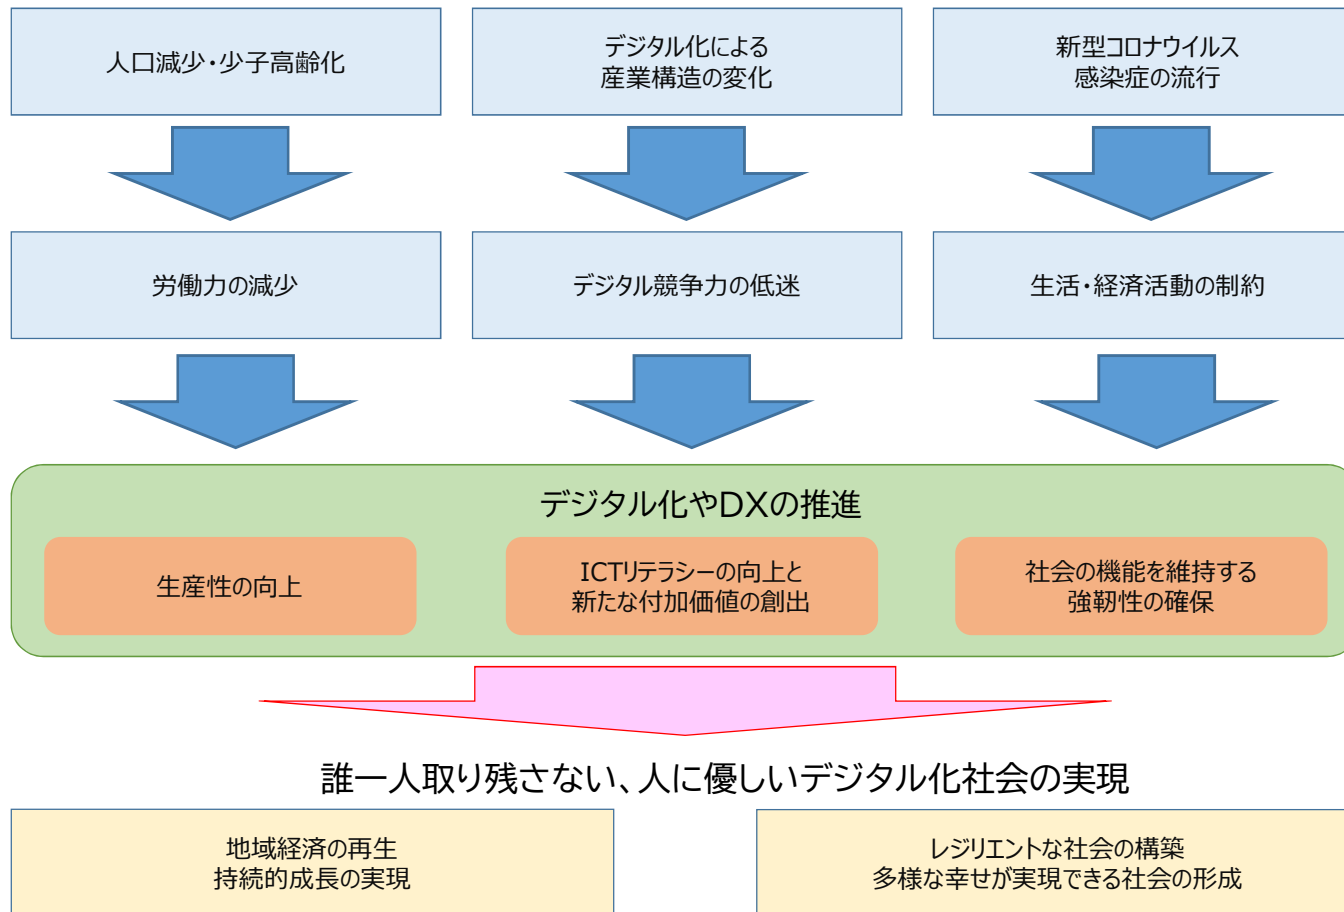 人口減少・少子高齢化
デジタル化による
産業構造の変化
新型コロナウイルス
感染症の流行
労働力の減少
デジタル競争力の低迷
生活・経済活動の制約
デジタル化やDXの推進
生産性の向上
ICTリテラシーの向上と
新たな付加価値の創出
社会の機能を維持する
強靭性の確保
誰一人取り残さない、人に優しいデジタル化社会の実現
地域経済の再生
持続的成長の実現
レジリエントな社会の構築
多様な幸せが実現できる社会の形成